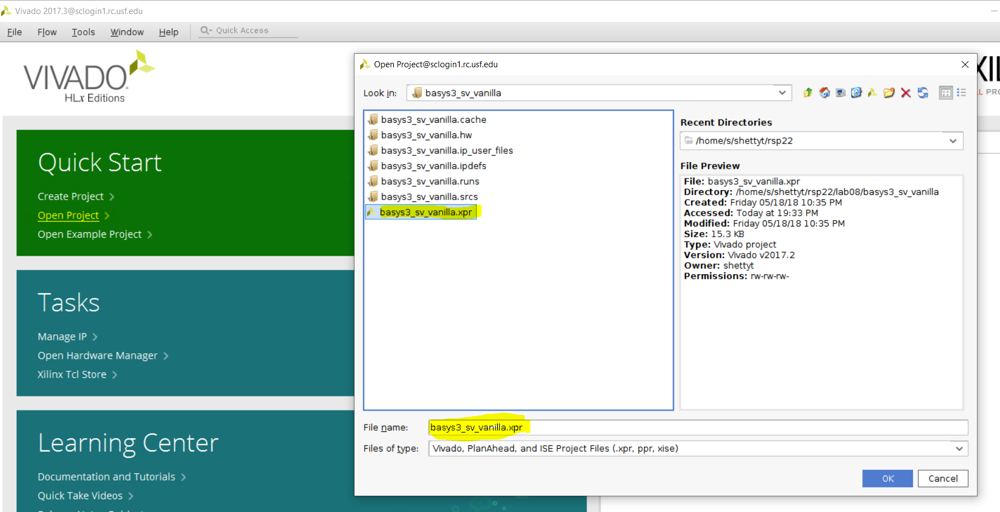 Vivado 2017.3@sclogin1.rc.usf.edu
File Flow Tools Window Help Quick Access
VIVADO.
HLx Editions
Quick Start
Create Project
Open Project
Open Example Project
Tasks
Manage IP
Open Hardware Manager
Xilinx Tcl Store
Learning Center
Documentation and Tutorials
Quick Take Videos
Open Project@sclogin1.rc.usf.edu
Look in: basys3_sv_vanilla
basys3_sv_vanilla.cache
basys3_sv_vanilla.hw
basys3_sv_vanilla.ip_user_files
basys3_sv_vanilla.ipdefs
basys3_sv_vanilla.runs
basys3_sv_vanilla.srcs
basys3_sv_vanilla.xpr
Recent Directories
/home/s/shettyt/rsp22
File Preview
File: basys3_sv_vanilla.xpr
Directory: /home/s/shettyt/rsp22/lab08/basys3_sv_vanilla
Created: Friday 05/18/18 10:35 PM
Accessed: Today at 19:33 PM
Modified: Friday 05/18/18 10:35 PM
Size: 15.3 KB
Type: Vivado project
Version: Vivado v2017.2
Owner: shettyt
Permissions: rw-rw-rw-
File name: basys3_sv_vanilla.xpr
Files of type: Vivado, PlanAhead, and ISE Project Files (.xpr, ppr, xise)
OK Cancel
XIL
L PRO